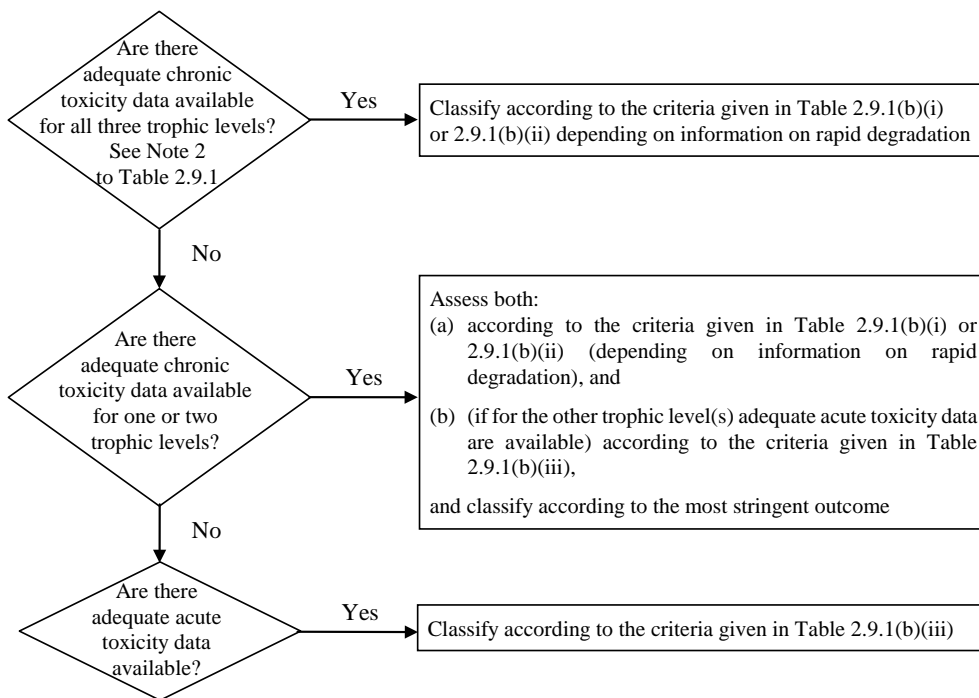 Are there
adequate chronic
toxicity data available
for all three trophic levels?
See Note 2
to Table 2.9.1
Yes
Classify according to the criteria given in Table 2.9.1(b)(i)
or 2.9.1(b)(ii) depending on information on rapid degradation
No
Are there
adequate chronic
toxicity data available
for one or two
trophic levels?
Yes
Assess both:
(a) according to the criteria given in Table 2.9.1(b)(i) or
2.9.1(b)(ii) (depending on information on rapid
degradation), and
(b) (if for the other trophic level(s) adequate acute toxicity data
are available) according to the criteria given in Table
2.9.1(b)(iii),
and classify according to the most stringent outcome
No
Are there
adequate acute
toxicity data
available?
Yes
Classify according to the criteria given in Table 2.9.1(b)(iii)